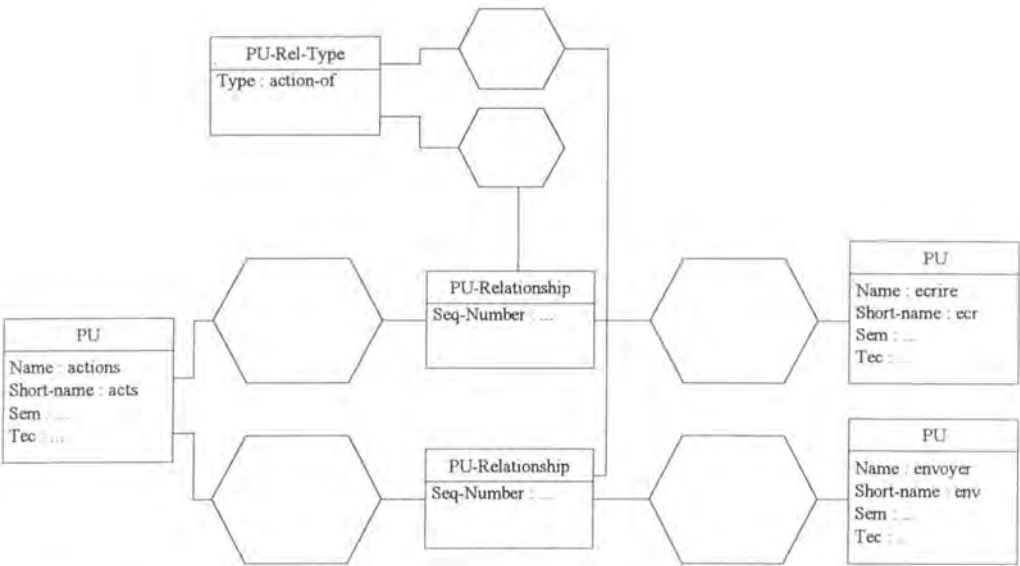 PU-Rel-Type
Type : action-of
PU-Relationship
Seq-Number : ...
PU
Name : ecrire
Short-name : ecr
Sem : ...
Tec : ...
PU
Name : actions
Short-name : acts
Sem : ...
Tec : ...
PU-Relationship
Seq-Number : ...
PU
Name : envoyer
Short-name : env
Sem : ...
Tec : ...